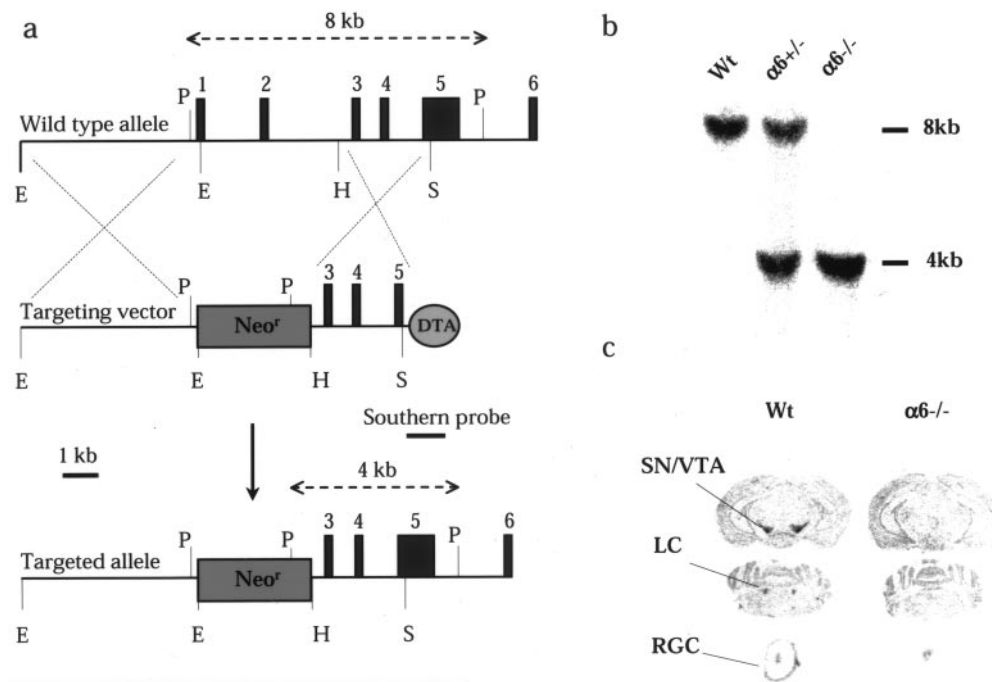 a
8 kb
1 2 3 4 5 6
P P
Wild type allele
E E H S
3 4 5
P P
Targeting vector
Neoʳ
DTA
E E H S
Southern probe
1 kb
4 kb
3 4 5 6
P P P
Targeted allele
Neoʳ
E E H S
b
Wt α6+/- α6-/-
8kb
4kb
c
Wt α6-/-
SN/VTA
LC
RGC